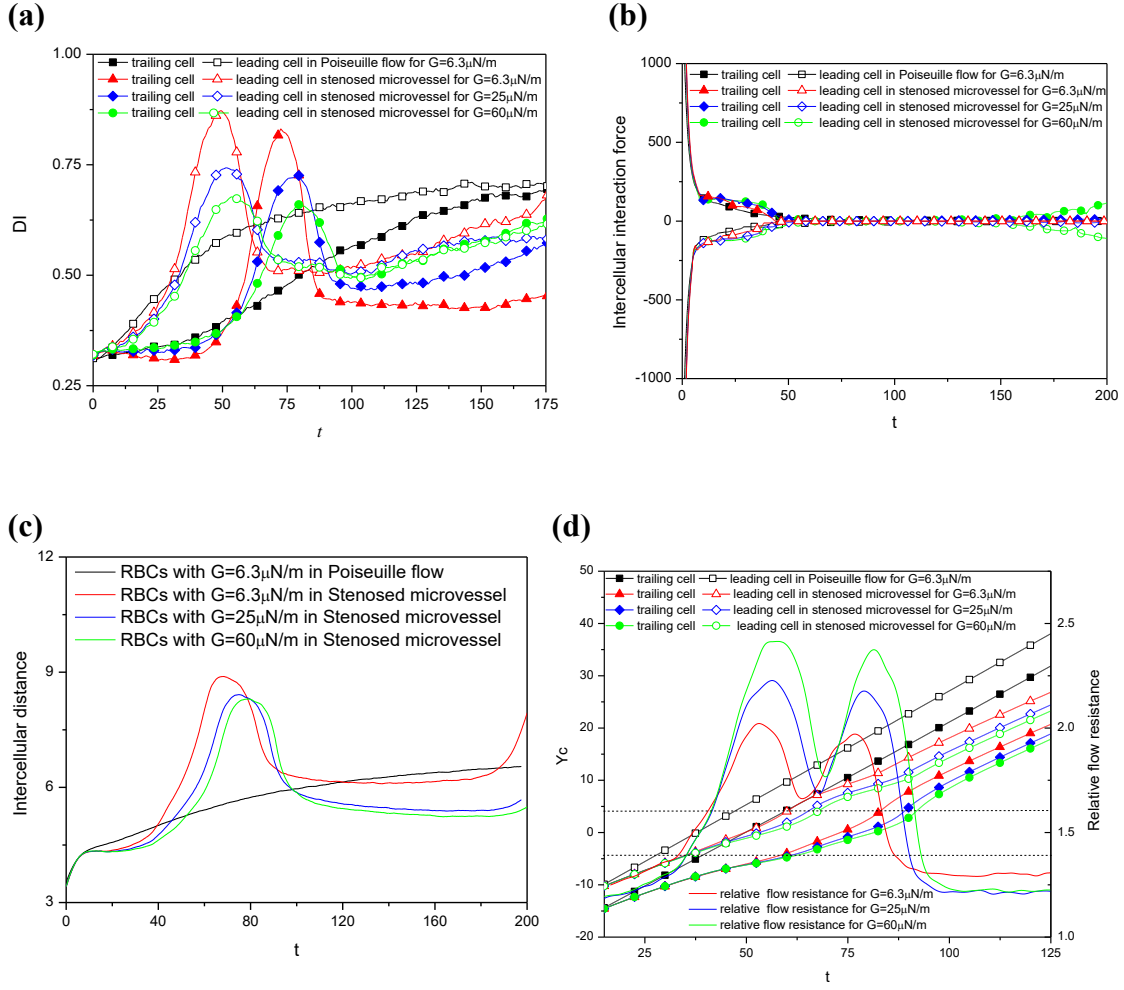 (a)
1.00
0.75
0.50
0.25
DI
trailing cell leading cell in Poiseuille flow for G=6.3μN/m
trailing cell leading cell in stenosed microvessel for G=6.3μN/m
trailing cell leading cell in stenosed microvessel for G=25μN/m
trailing cell leading cell in stenosed microvessel for G=60μN/m
0 25 50 75 100 125 150 175
t
(b)
1000
500
0
-500
-1000
Intercellular interaction force
trailing cell leading cell in Poiseuille flow for G=6.3μN/m
trailing cell leading cell in stenosed microvessel for G=6.3μN/m
trailing cell leading cell in stenosed microvessel for G=25μN/m
trailing cell leading cell in stenosed microvessel for G=60μN/m
0 50 100 150 200
t
(c)
12
9
6
3
Intercellular distance
RBCs with G=6.3μN/m in Poiseuille flow
RBCs with G=6.3μN/m in Stenosed microvessel
RBCs with G=25μN/m in Stenosed microvessel
RBCs with G=60μN/m in Stenosed microvessel
0 40 80 120 160 200
t
(d)
50
40
30
20
10
0
-10
-20
Yc
trailing cell leading cell in Poiseuille flow for G=6.3μN/m
trailing cell leading cell in stenosed microvessel for G=6.3μN/m
trailing cell leading cell in stenosed microvessel for G=25μN/m
trailing cell leading cell in stenosed microvessel for G=60μN/m
2.5
2.0
1.5
1.0
Relative flow resistance
relative flow resistance for G=6.3μN/m
relative flow resistance for G=25μN/m
relative flow resistance for G=60μN/m
25 50 75 100 125
t